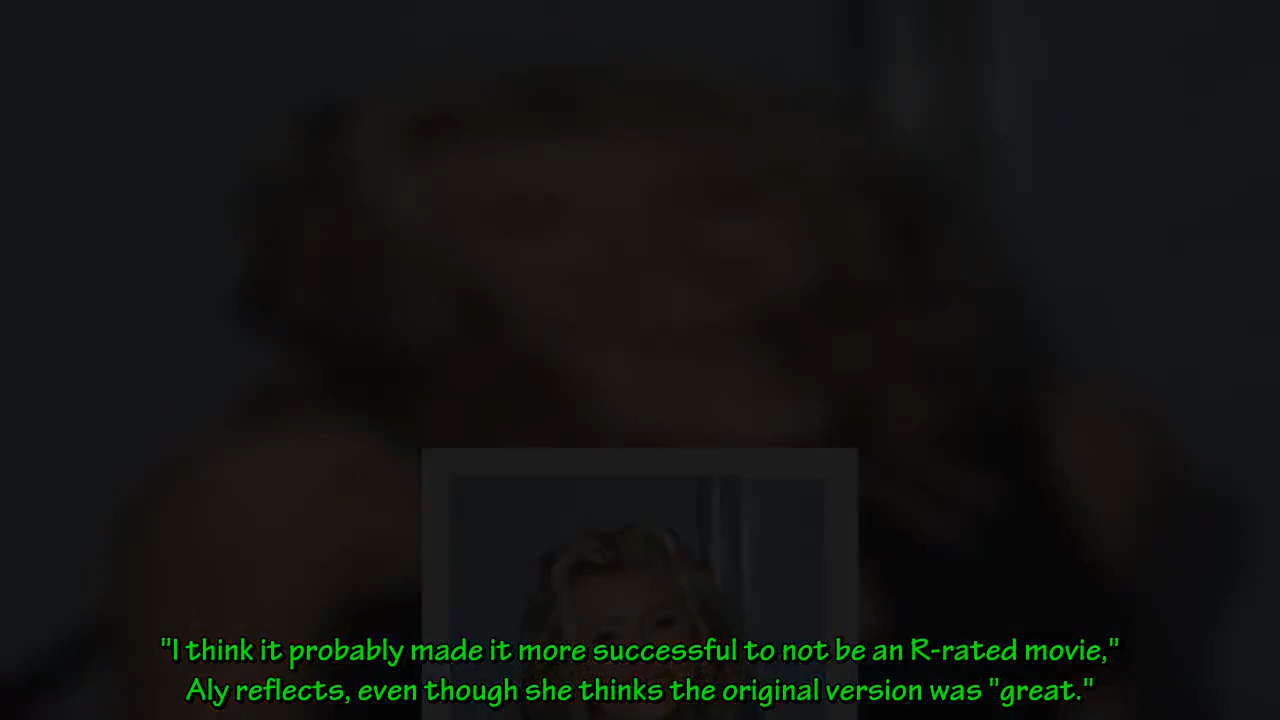 "I think it probably made it more successful to not be an R-rated movie,"
Aly reflects, even though she thinks the original version was "great."